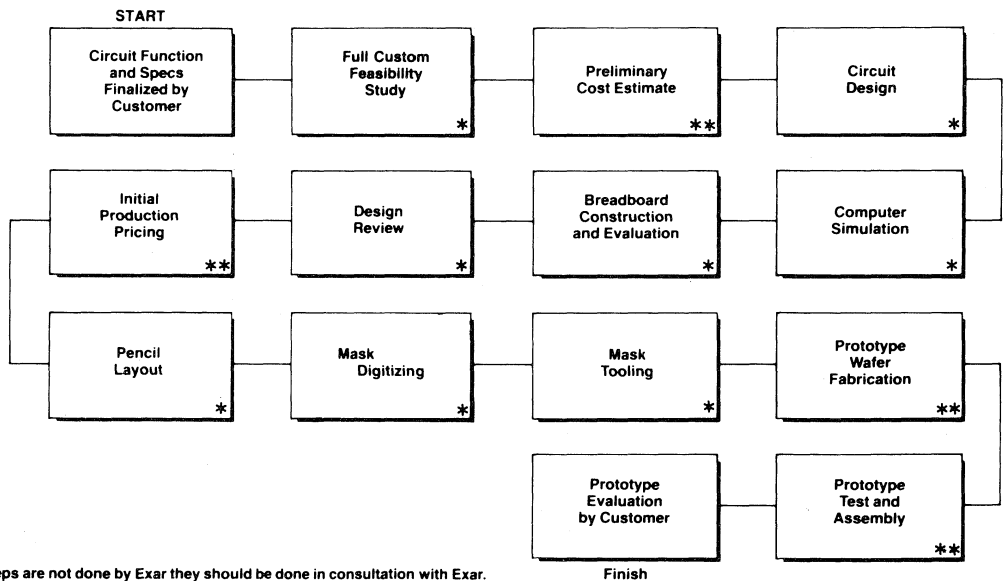 START
Circuit Function
and Specs
Finalized by
Customer
Full Custom
Feasibility
Study
*
Preliminary
Cost Estimate
**
Circuit
Design
*
Initial
Production
Pricing
**
Design
Review
*
Breadboard
Construction
and Evaluation
*
Computer
Simulation
*
Pencil
Layout
*
Mask
Digitizing
*
Mask
Tooling
*
Prototype
Wafer
Fabrication
**
Prototype
Evaluation
by Customer
Prototype
Test and
Assembly
**
eps are not done by Exar they should be done in consultation with Exar.
Finish